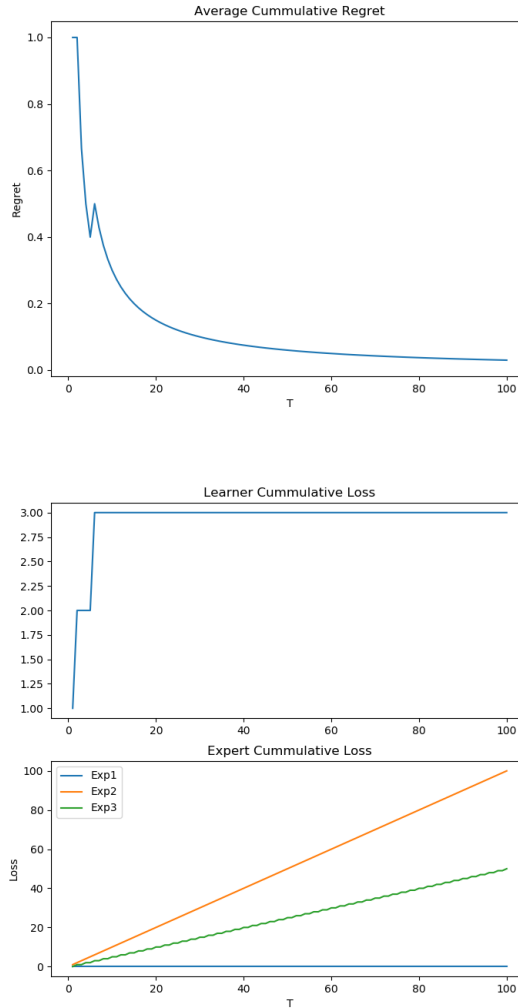 Average Cummulative Regret
1.0
0.8
0.6
0.4
0.2
0.0
Regret
0 20 40 60 80 100
T
Learner Cummulative Loss
3.00
2.75
2.50
2.25
2.00
1.75
1.50
1.25
1.00
0 20 40 60 80 100
Expert Cummulative Loss
Exp1
Exp2
Exp3
100
80
60
40
20
0
Loss
0 20 40 60 80 100
T